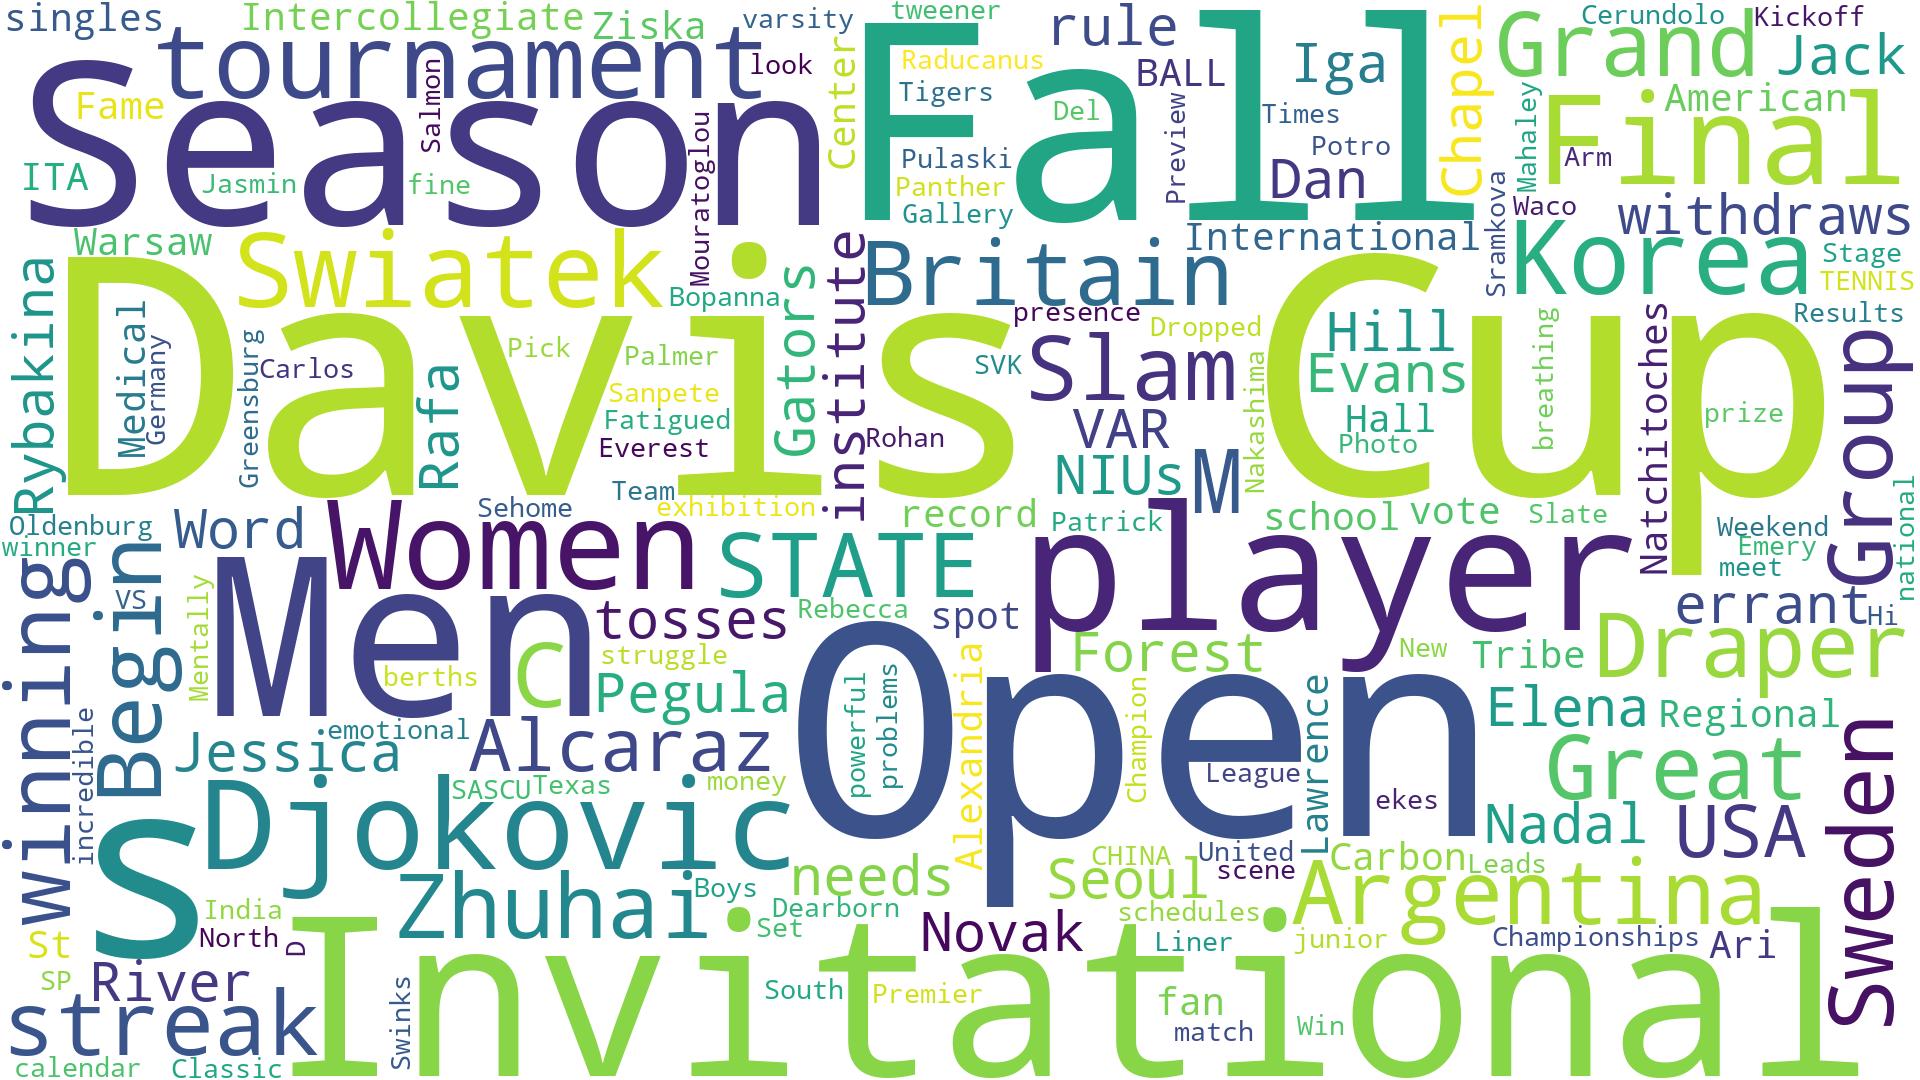 singles
Intercollegiate
Ziska
varsity
tweener
rule
Chapel
Grand
Cerundolo
Kickoff
Jack
tournament
look
Center
Fall
Raducanus
BALL
Iga
Season
Fame
Salmon
Tigers
Del
Preview
Times
Mahaley
Final
American
ITA
Jasmin
fine
Mouratoglou
Pulaski
Panther
Gallery
Potro
Dan
Arm
Waco
withdraws
Warsaw
Swiatek
Bopanna
Gators
institute
Britain
International
Sramkova
Korea
Stage
TENNIS
Rybakina
Medical
Germany
Greensburg
Carlos
Davis
Cup
Rafa
Pick
Palmer
Sanpete
Fatigued
Everest
Rohan
presence
Dropped
SVK
Slam
VAR
NIUs
M
Nakashima
Hill
Evans
Hall
Photo
breathing
Natchitoches
prize
Results
Group
Team
exhibition
Sehome
record
Patrick
school
vote
Slate
Weekend
Emery
meet
national
Oldenburg
winner
Word
Women
STATE
player
winning
Begin
VS
Mentally
Men
berths
c
tosses
struggle
Pegula
Rebecca
spot
Forest
New
Tribe
errant
Hi
Draper
Open
powerful
problems
Alexandria
Champion
League
Lawrence
ekes
Elena
Regional
Great
Sweden
incredible
Jessica
emotional
Alcaraz
SASCU
Texas
money
Djokovic
S
Zhuhai
Boys
needs
Dearborn
Set
CHINA
Seoul
United
scene
Carbon
Leads
Nadal
USA
Argentina
India
North
St
SP
River
D
Novak
schedules
Liner
junior
Championships
Ari
streak
Invitational
Swinks
South
Premier
fan
match
Win
calendar
Classic